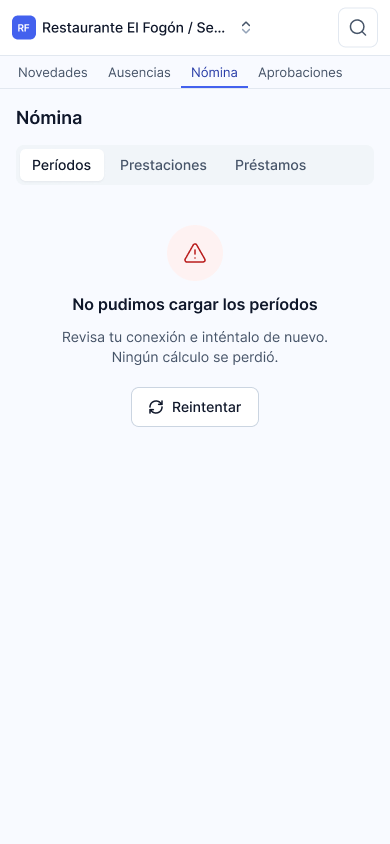 RF Restaurante El Fogón / Se...
Novedades Ausencias Nómina Aprobaciones
Nómina
Períodos Prestaciones Préstamos
No pudimos cargar los períodos
Revisa tu conexión e inténtalo de nuevo.
Ningún cálculo se perdió.
Reintentar